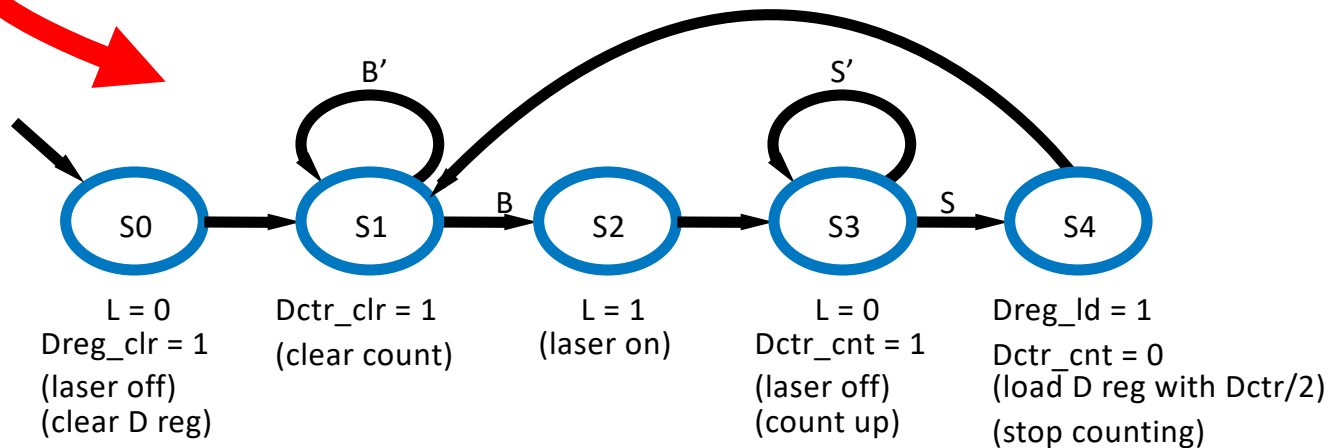 B’
S’
B
S
S0
S1
S2
S3
S4
L = 0
Dreg_clr = 1
(laser off)
(clear D reg)
Dctr_clr = 1
(clear count)
L = 1
(laser on)
L = 0
Dctr_cnt = 1
(laser off)
(count up)
Dreg_ld = 1
Dctr_cnt = 0
(load D reg with Dctr/2)
(stop counting)